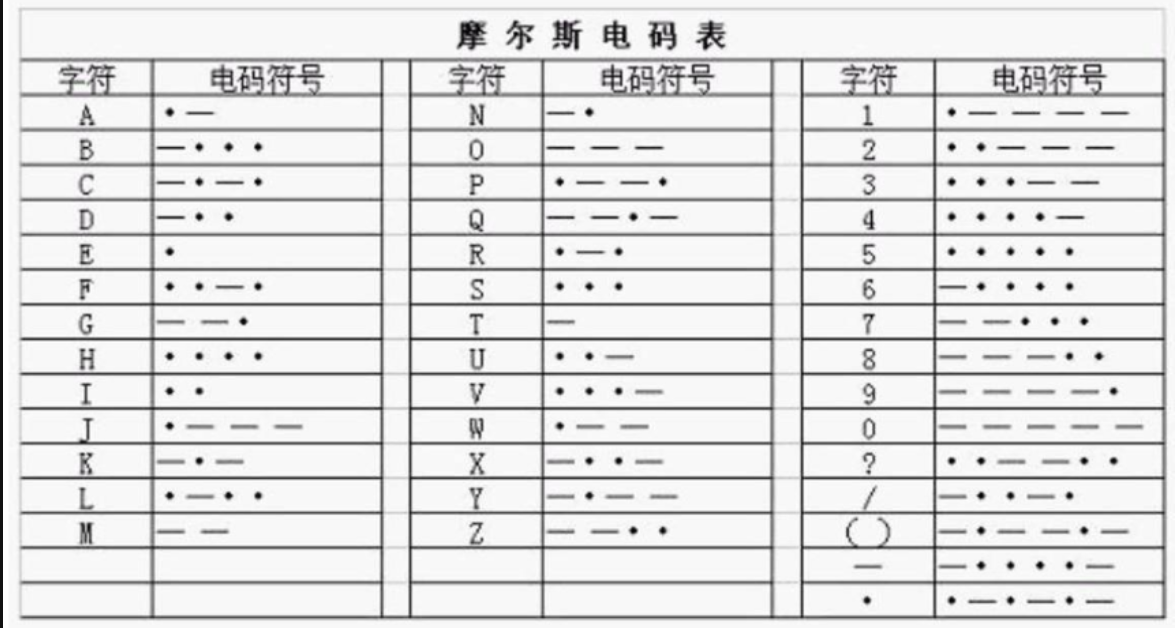 摩尔斯电码表
字符 电码符号 字符 电码符号 字符 电码符号
A •— N —• 1 •————
B —••• O ——— 2 ••———
C —•—• P •——• 3 •••——
D —•• Q ——•— 4 ••••—
E • R •—• 5 •••••
F ••—• S ••• 6 —••••
G ——• T — 7 ——•••
H •••• U ••— 8 ———••
I •• V •••— 9 ————•
J •——— W •—— 0 —————
K —•— X —••— ? ••——••
L •—•• Y —•—— / —••—•
M —— Z ——•• ( ) —•——•—
— —••••—
• •—•—•—